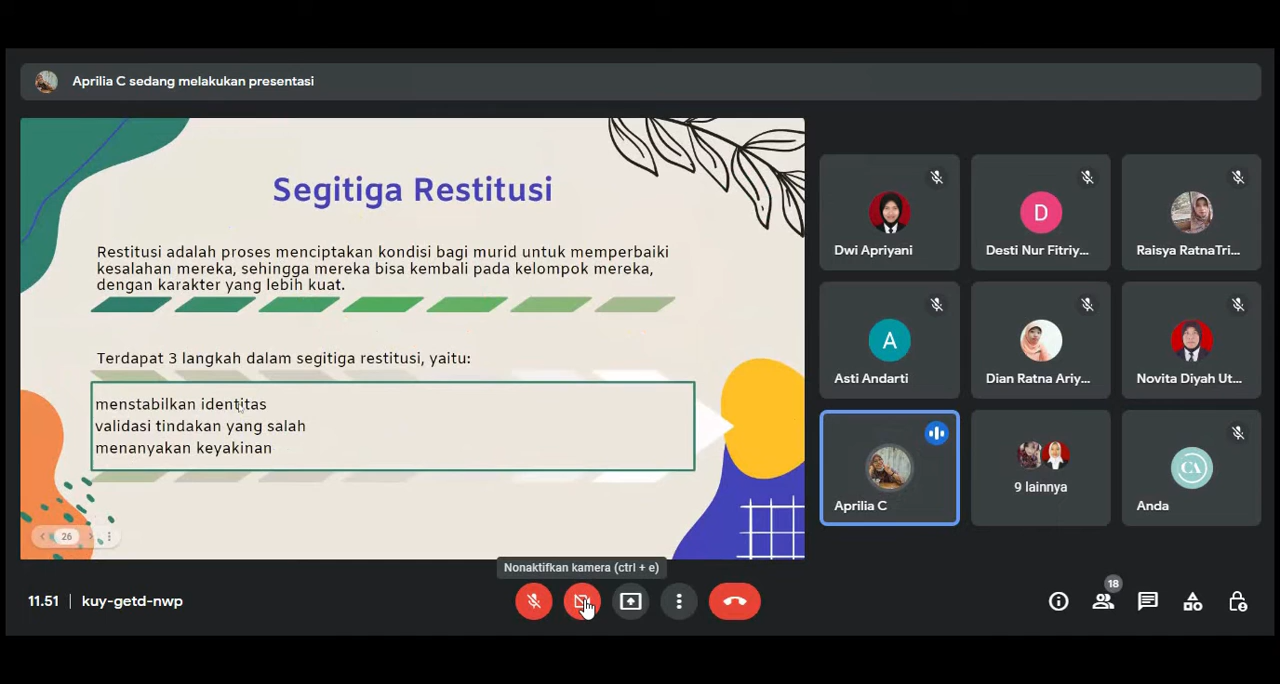 Aprilia C sedang melakukan presentasi
Segitiga Restitusi
Restitusi adalah proses menciptakan kondisi bagi murid untuk memperbaiki
kesalahan mereka, sehingga mereka bisa kembali pada kelompok mereka,
dengan karakter yang lebih kuat.
Terdapat 3 langkah dalam segitiga restitusi, yaitu:
menstabilkan identitas
validasi tindakan yang salah
menanyakan keyakinan
26
Dwi Apriyani
D
Desti Nur Fitriy...
Raisya RatnaTri...
A
Asti Andarti
Dian Ratna Ariy...
Novita Diyah Ut...
Aprilia C
9 lainnya
CA
Anda
Nonaktifkan kamera (ctrl + e)
11.51 | kuy-getd-nwp
18